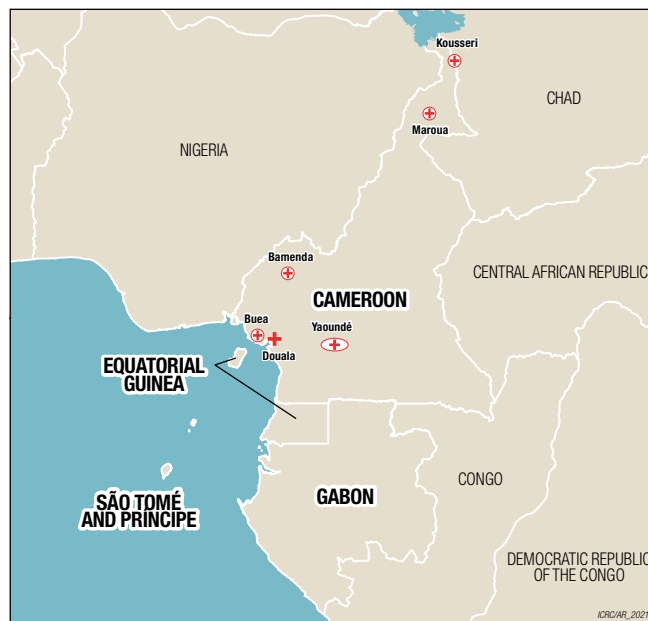 Kousseri
CHAD
Maroua
NIGERIA
Bamenda
CENTRAL AFRICAN REPUBLIC
CAMEROON
Buea
Yaoundé
Douala
EQUATORIAL
GUINEA
SÃO TOMÉ
AND PRÍNCIPE
GABON
CONGO
DEMOCRATIC REPUBLIC
OF THE CONGO
ICRC/AR_2021